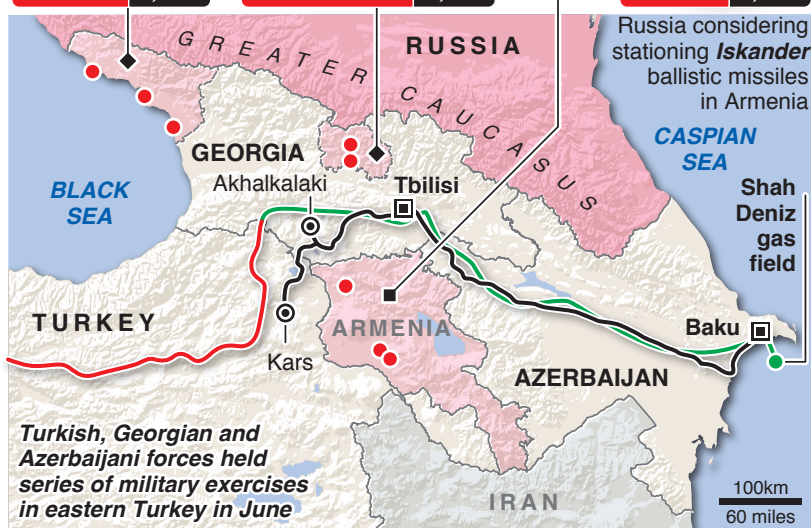 GREATER CAUCASUS
RUSSIA
Russia considering
stationing Iskander
ballistic missiles
in Armenia
CASPIAN
SEA
GEORGIA
Akhalkalaki
Tbilisi
BLACK
SEA
Shah
Deniz
gas
field
TURKEY
ARMENIA
Baku
Kars
AZERBAIJAN
Turkish, Georgian and
Azerbaijani forces held
series of military exercises
in eastern Turkey in June
IRAN
100km
60 miles